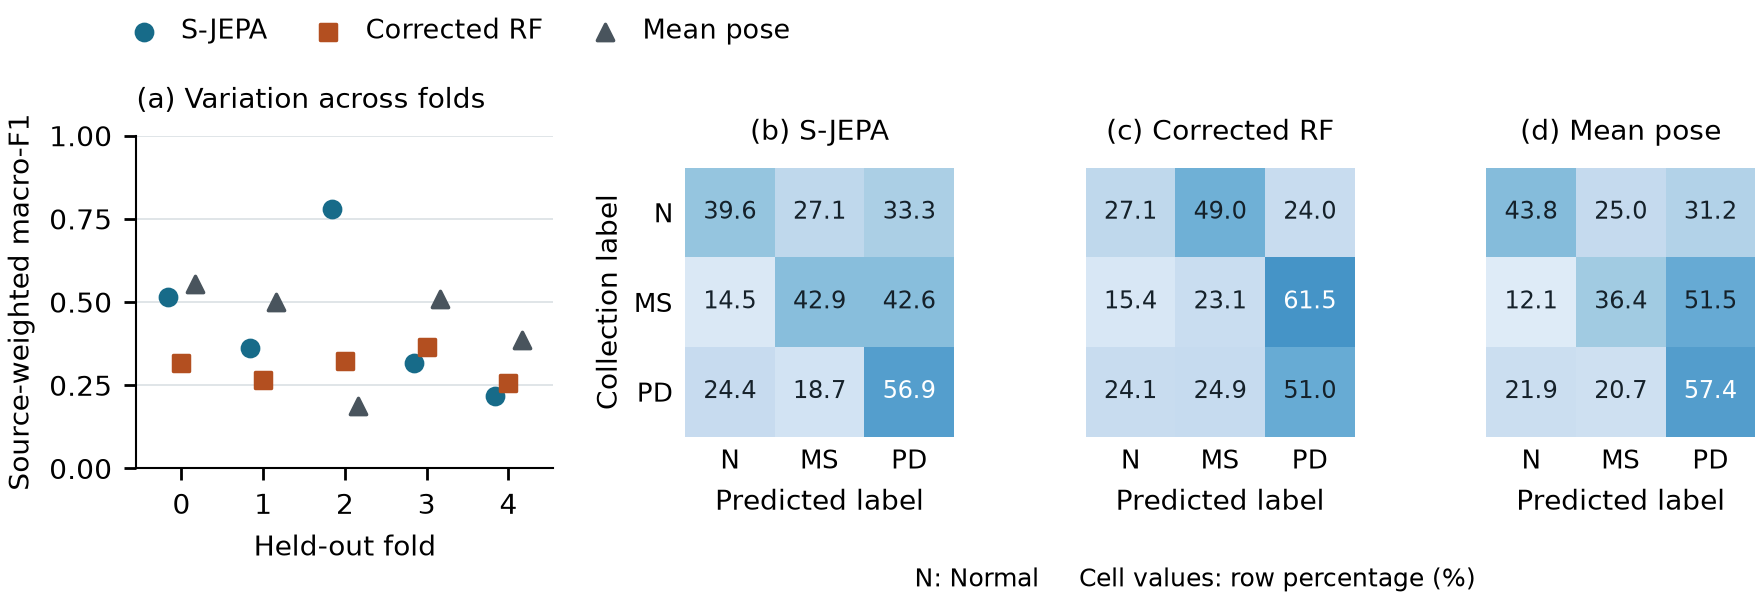 S-JEPA Corrected RF Mean pose
(a) Variation across folds
Source-weighted macro-F1
1.00
0.75
0.50
0.25
0.00
0 1 2 3 4
Held-out fold
(b) S-JEPA
Collection label
N 39.6 27.1 33.3
MS 14.5 42.9 42.6
PD 24.4 18.7 56.9
N MS PD
Predicted label
(c) Corrected RF
27.1 49.0 24.0
15.4 23.1 61.5
24.1 24.9 51.0
N MS PD
Predicted label
(d) Mean pose
43.8 25.0 31.2
12.1 36.4 51.5
21.9 20.7 57.4
N MS PD
Predicted label
N: Normal Cell values: row percentage (%)